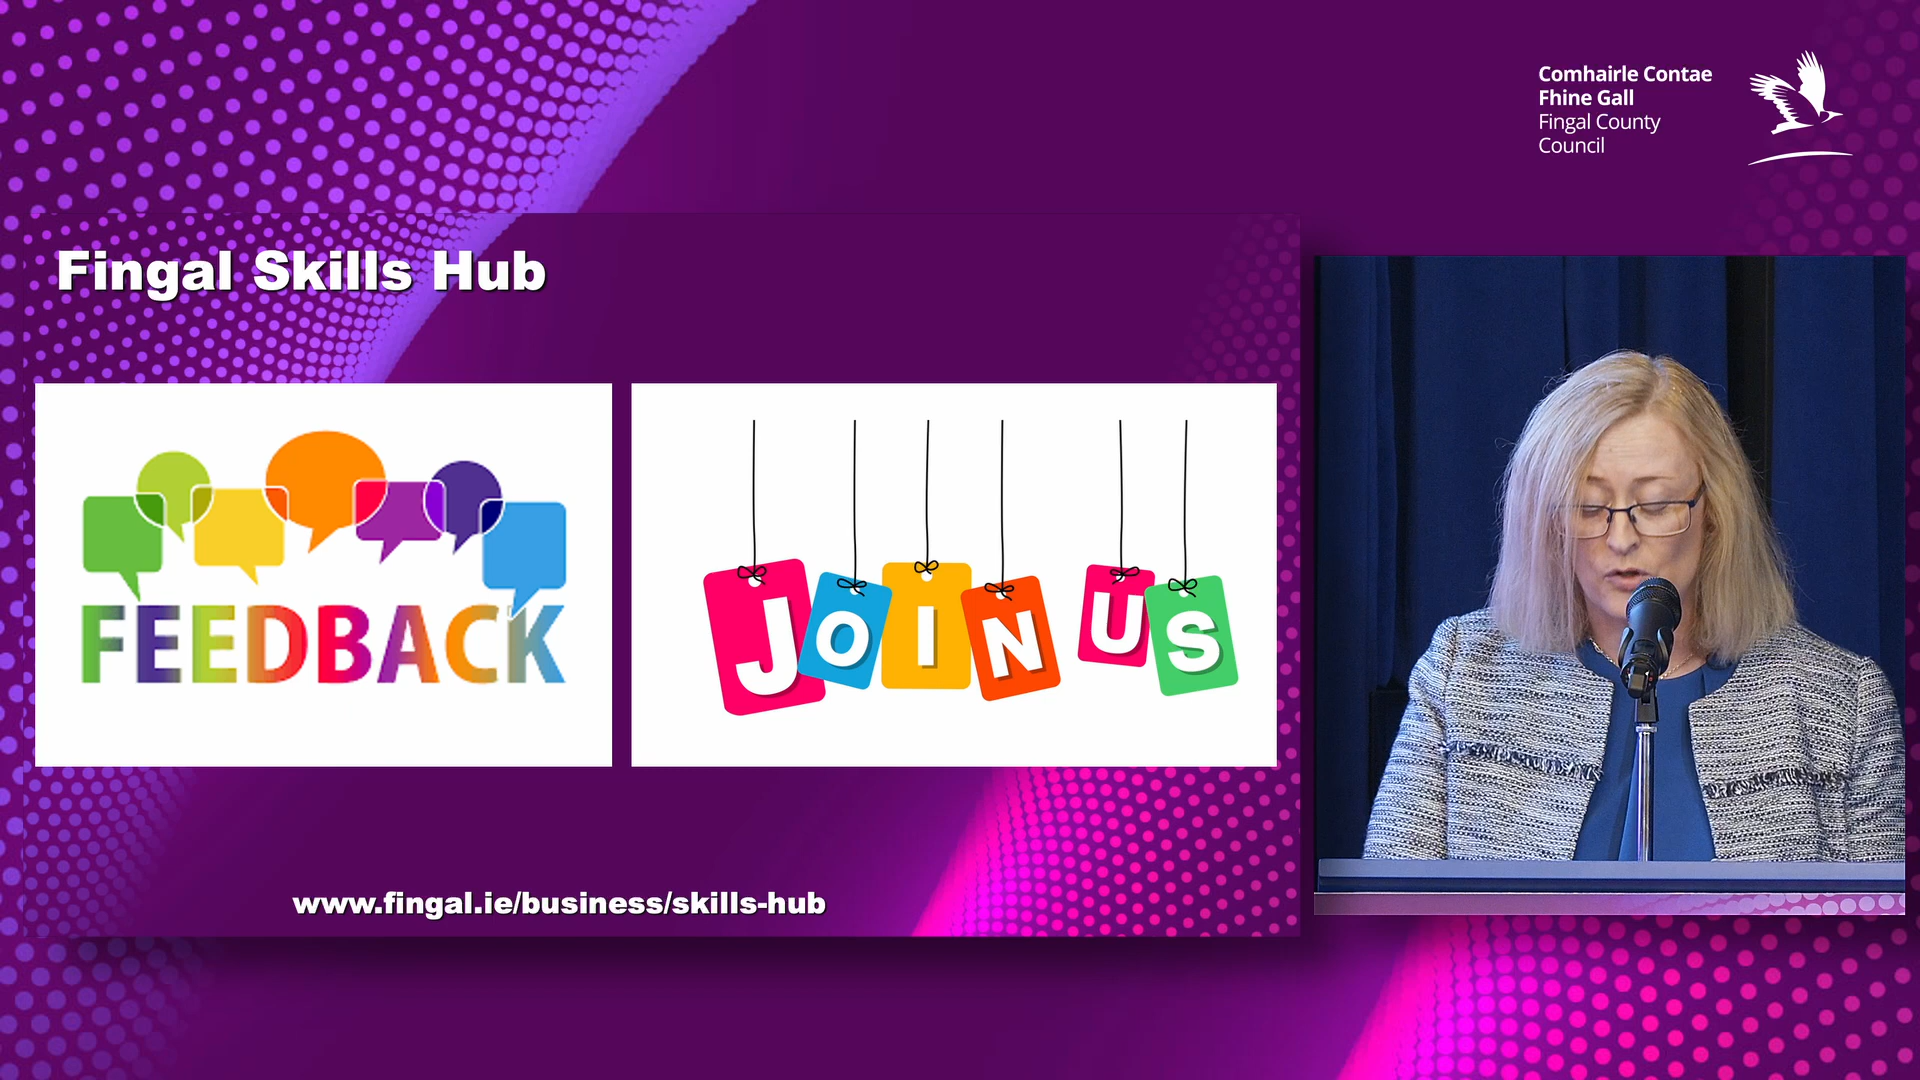 Comhairle Contae
Fhine Gall
Fingal County
Council
Fingal Skills Hub
FEEDBACK
JOIN US
www.fingal.ie/business/skills-hub